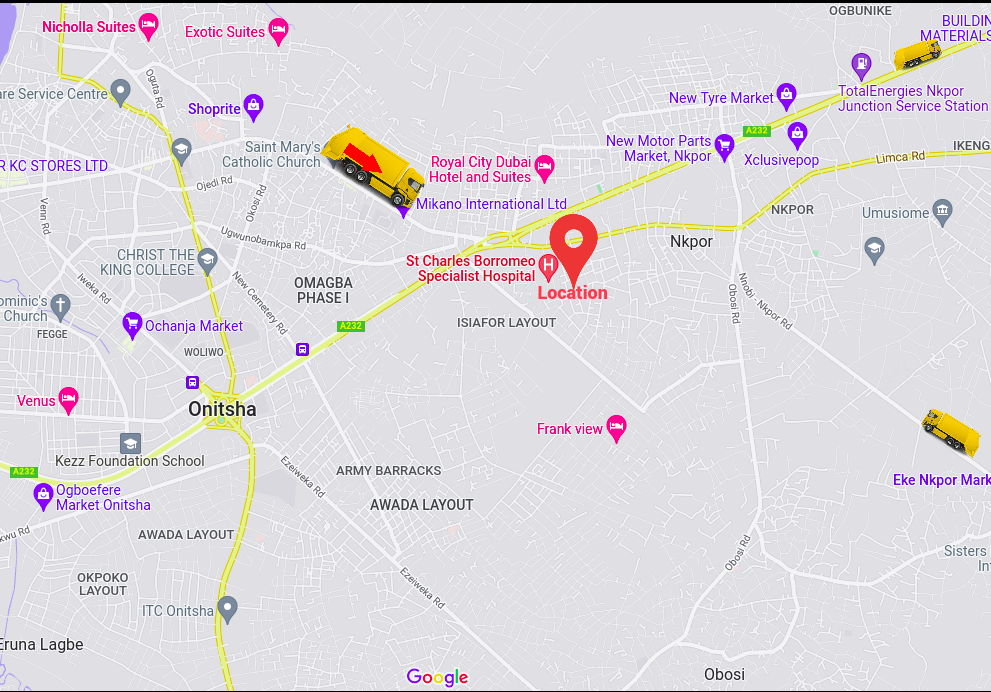 OGBUNIKE
Nicholla Suites
Exotic Suites
BUILDIN
MATERIALS
Oguta Rd
are Service Centre
Shoprite
TotalEnergies Nkpor
Junction Service Station
New Tyre Market
A232
Saint Mary's
Catholic Church
New Motor Parts
Market, Nkpor
Xclusivepop
Limca Rd
IKENG
R KC STORES LTD
Royal City Dubai
Hotel and Suites
Ojedi Rd
Okosi Rd
Venn Rd
Mikano International Ltd
NKPOR
Umusiome
Ugwunobamkpa Rd
Nkpor
CHRIST THE
KING COLLEGE
St Charles Borromeo
Specialist Hospital
H
Location
Iweka Rd
New Cemetery Rd
OMAGBA
PHASE I
Obosi Rd
Nnobi - Nkpor Rd
ominic's
Church
FEGGE
Ochanja Market
A232
ISIAFOR LAYOUT
WOLIWO
Venus
Onitsha
Frank view
Kezz Foundation School
A232
ARMY BARRACKS
Ezeiweka Rd
Eke Nkpor Mark
Ogboefere
Market Onitsha
AWADA LAYOUT
kwu Rd
AWADA LAYOUT
Obosi Rd
Sisters
Int
OKPOKO
LAYOUT
Ezeiweka Rd
ITC Onitsha
Eruna Lagbe
Google
Obosi